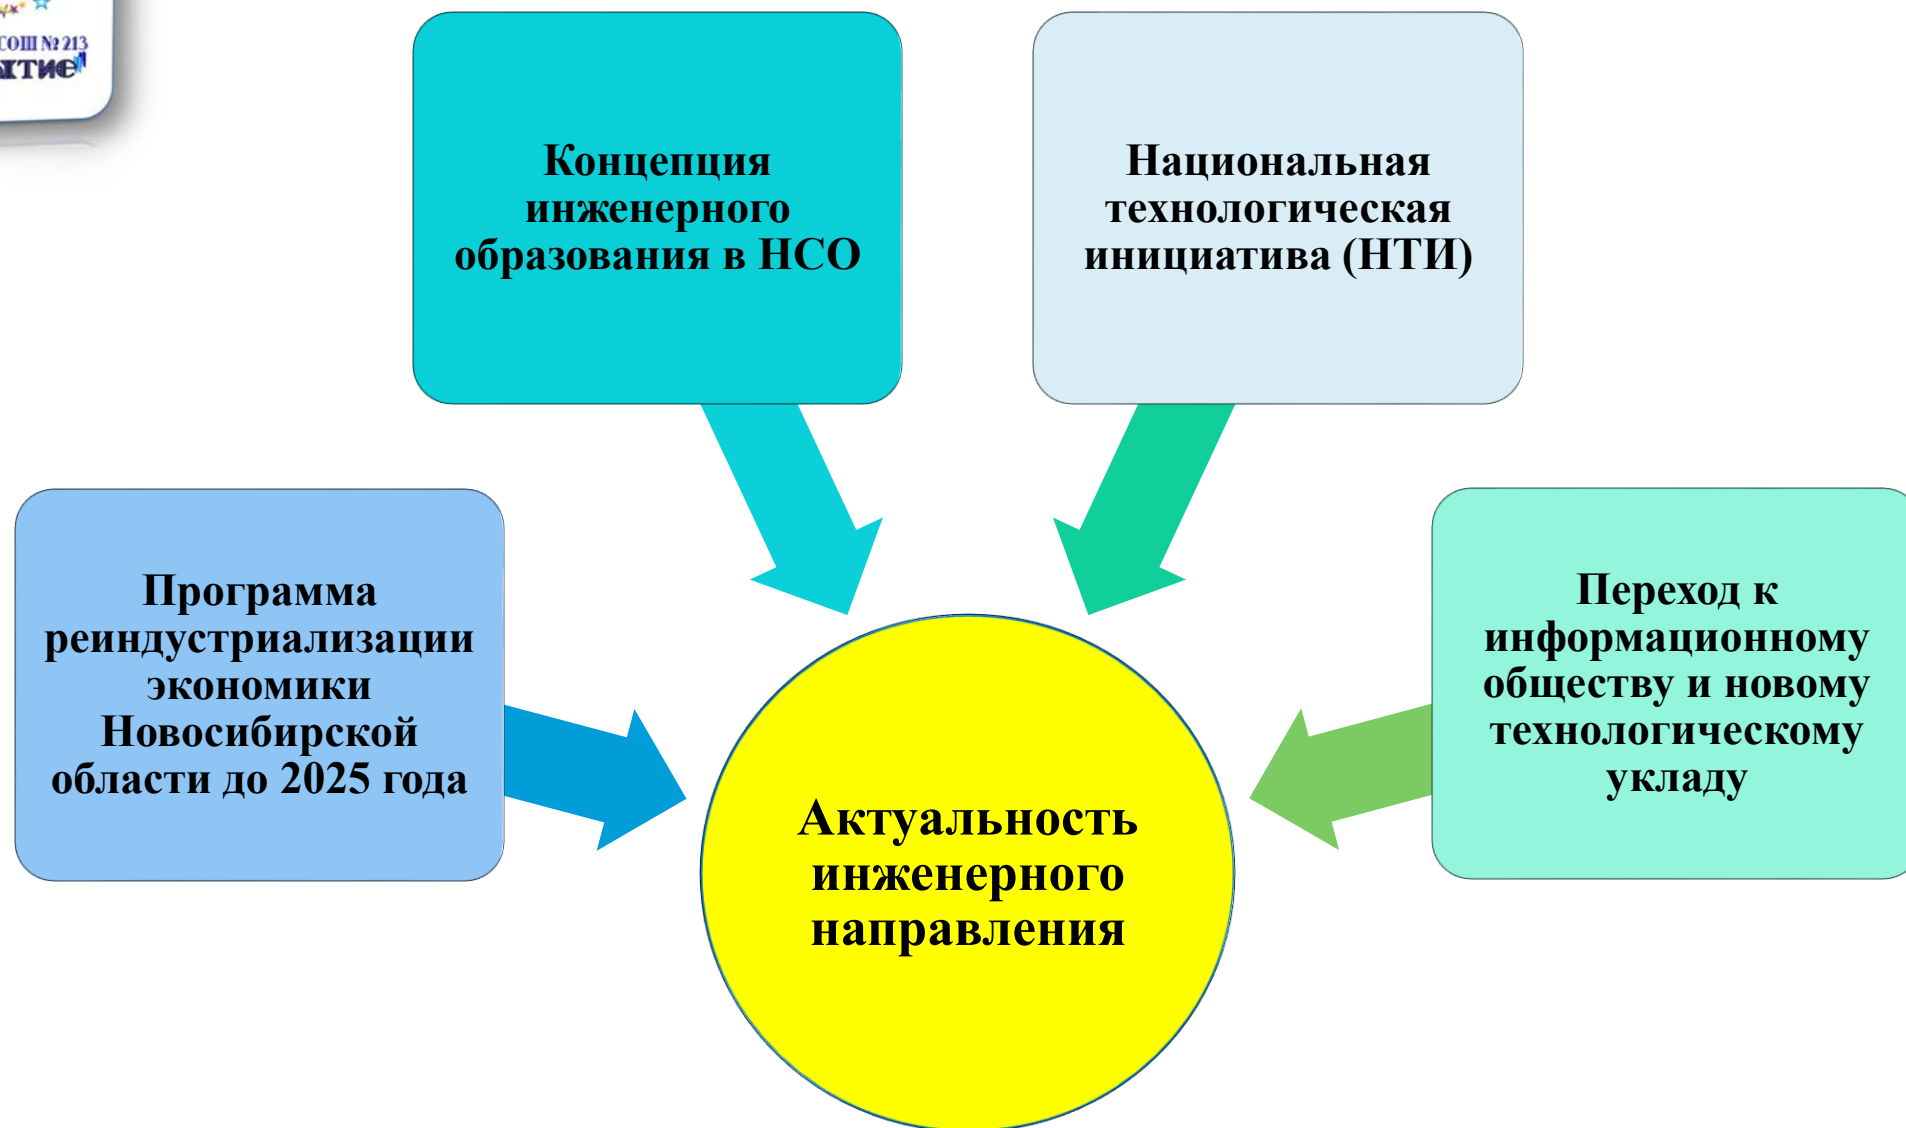 СОШ № 213
Концепция
инженерного
образования в НСО
Национальная
технологическая
инициатива (НТИ)
Программа
реиндустриализации
экономики
Новосибирской
области до 2025 года
Переход к
информационному
обществу и новому
технологическому
укладу
Актуальность
инженерного
направления